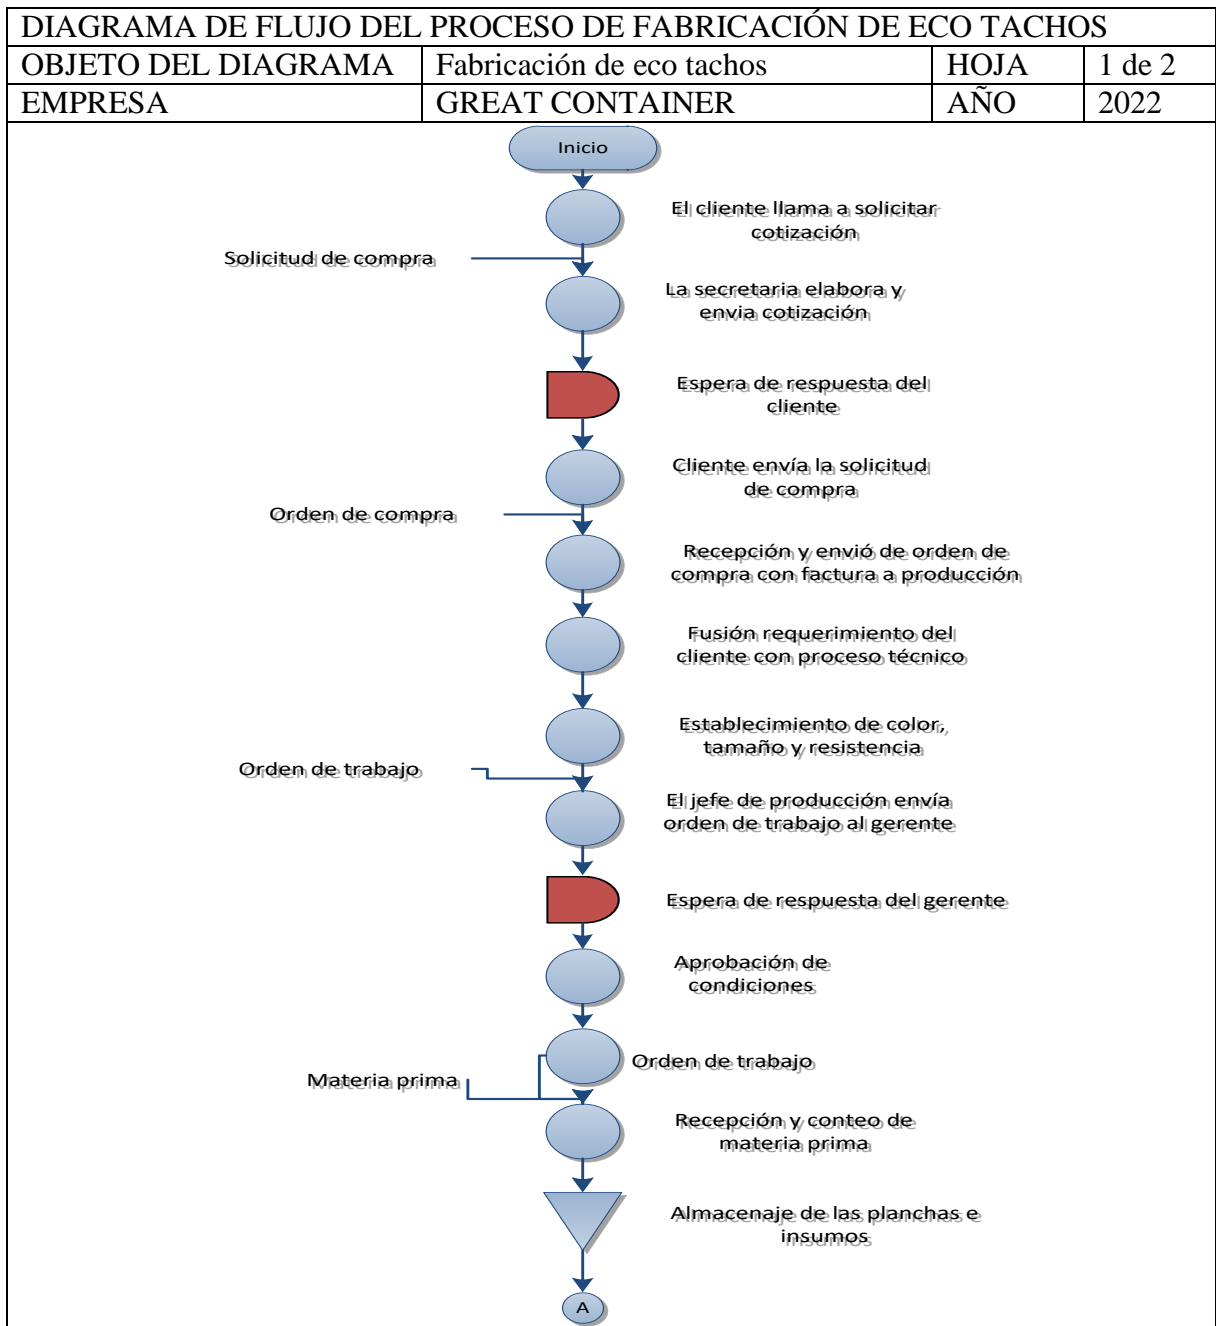 DIAGRAMA DE FLUJO DEL PROCESO DE FABRICACIÓN DE ECO TACHOS
OBJETO DEL DIAGRAMA Fabricación de eco tachos HOJA 1 de 2
EMPRESA GREAT CONTAINER AÑO 2022
Inicio
El cliente llama a solicitar
cotización
Solicitud de compra
La secretaria elabora y
envia cotización
Espera de respuesta del
cliente
Cliente envía la solicitud
de compra
Orden de compra
Recepción y envió de orden de
compra con factura a producción
Fusión requerimiento del
cliente con proceso técnico
Establecimiento de color,
tamaño y resistencia
Orden de trabajo
El jefe de producción envía
orden de trabajo al gerente
Espera de respuesta del gerente
Aprobación de
condiciones
Orden de trabajo
Materia prima
Recepción y conteo de
materia prima
Almacenaje de las planchas e
insumos
A